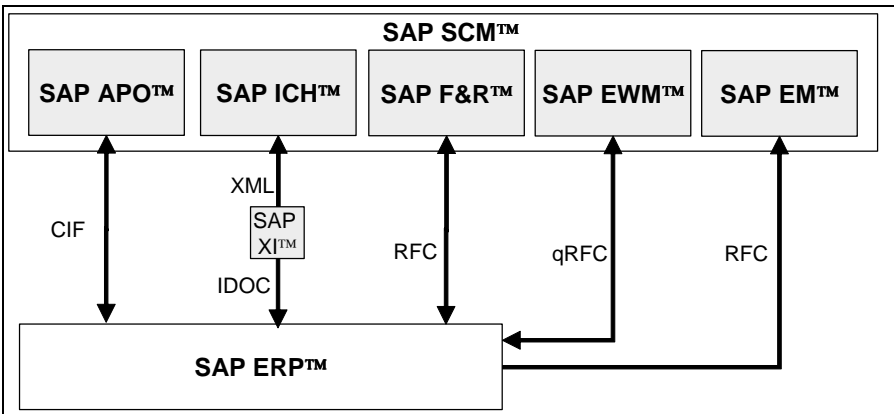 SAP SCM™
SAP APO™
SAP ICH™
SAP F&R™
SAP EWM™
SAP EM™
XML
CIF
SAP
XI™
RFC
qRFC
RFC
IDOC
SAP ERP™